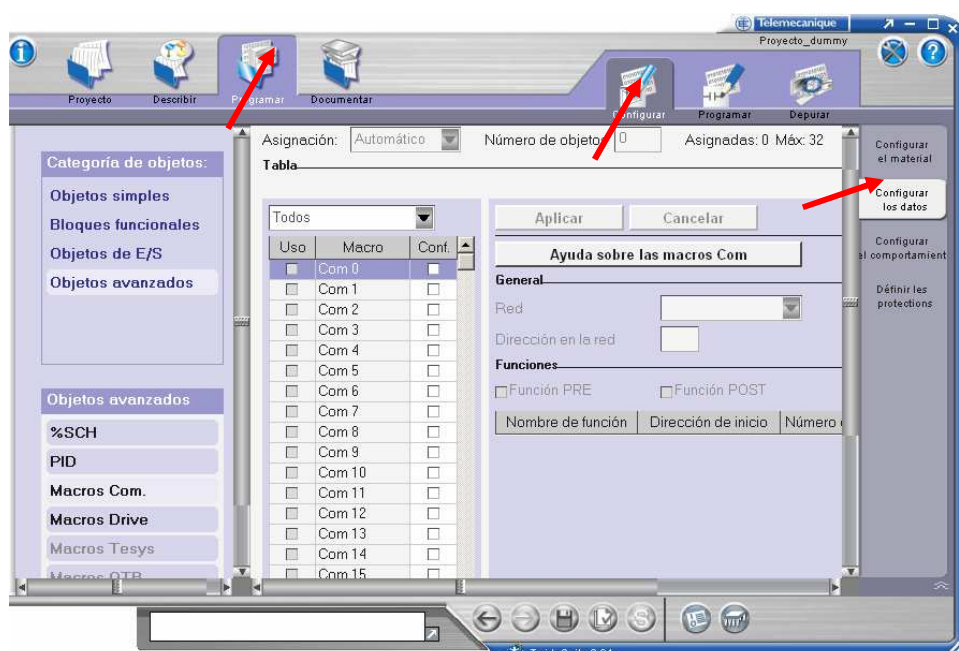 Telemecanique
Proyecto_dummy
Proyecto
Describir
Programar
Documentar
Configurar
Programar
Depurar
Asignación: Automático Número de objetos 0 Asignadas: 0 Máx: 32
Tabla
Categoría de objetos:
Objetos simples
Bloques funcionales
Objetos de E/S
Objetos avanzados
Objetos avanzados
%SCH
PID
Macros Com.
Macros Drive
Macros Tesys
Macros OTB
Todos
Uso Macro Conf.
Com 0
Com 1
Com 2
Com 3
Com 4
Com 5
Com 6
Com 7
Com 8
Com 9
Com 10
Com 11
Com 12
Com 13
Com 14
Com 15
Aplicar Cancelar
Ayuda sobre las macros Com
General
Red
Dirección en la red
Funciones
Función PRE Función POST
Nombre de función Dirección de inicio Número
Configurar
el material
Configurar
los datos
Configurar
el comportamient
Définir les
protections